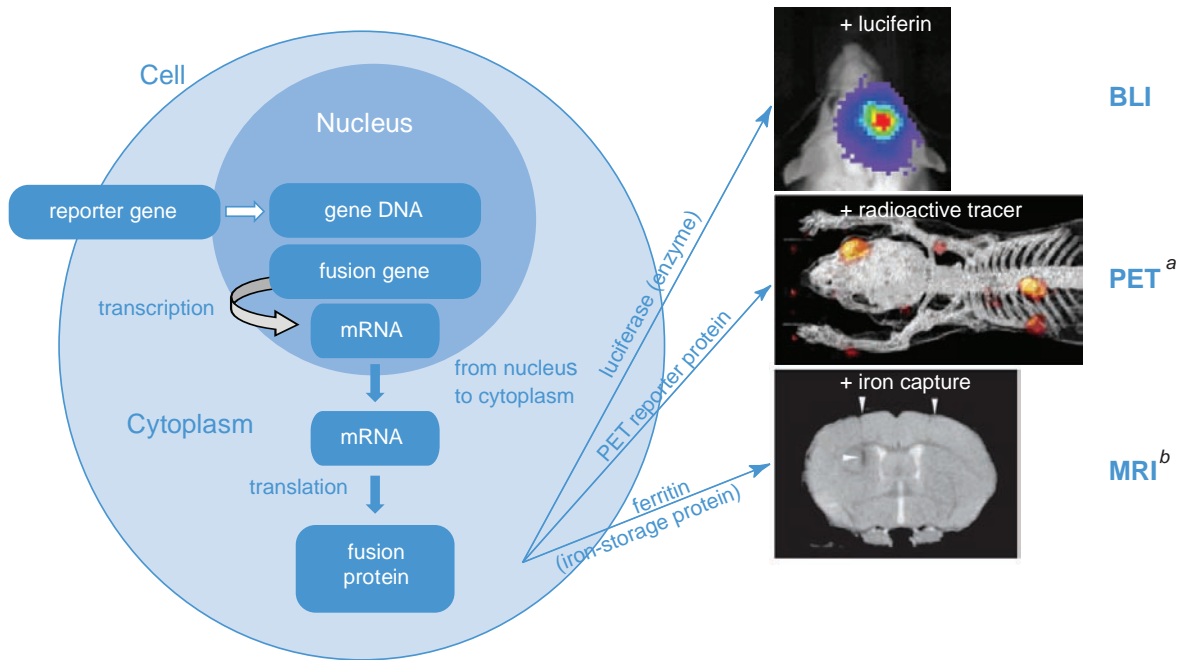 Cell
Nucleus
reporter gene
gene DNA
fusion gene
transcription
mRNA
from nucleus
to cytoplasm
Cytoplasm
mRNA
translation
fusion
protein
luciferase (enzyme)
PET reporter protein
ferritin
(iron-storage protein)
+ luciferin
BLI
+ radioactive tracer
PET a
+ iron capture
MRI b